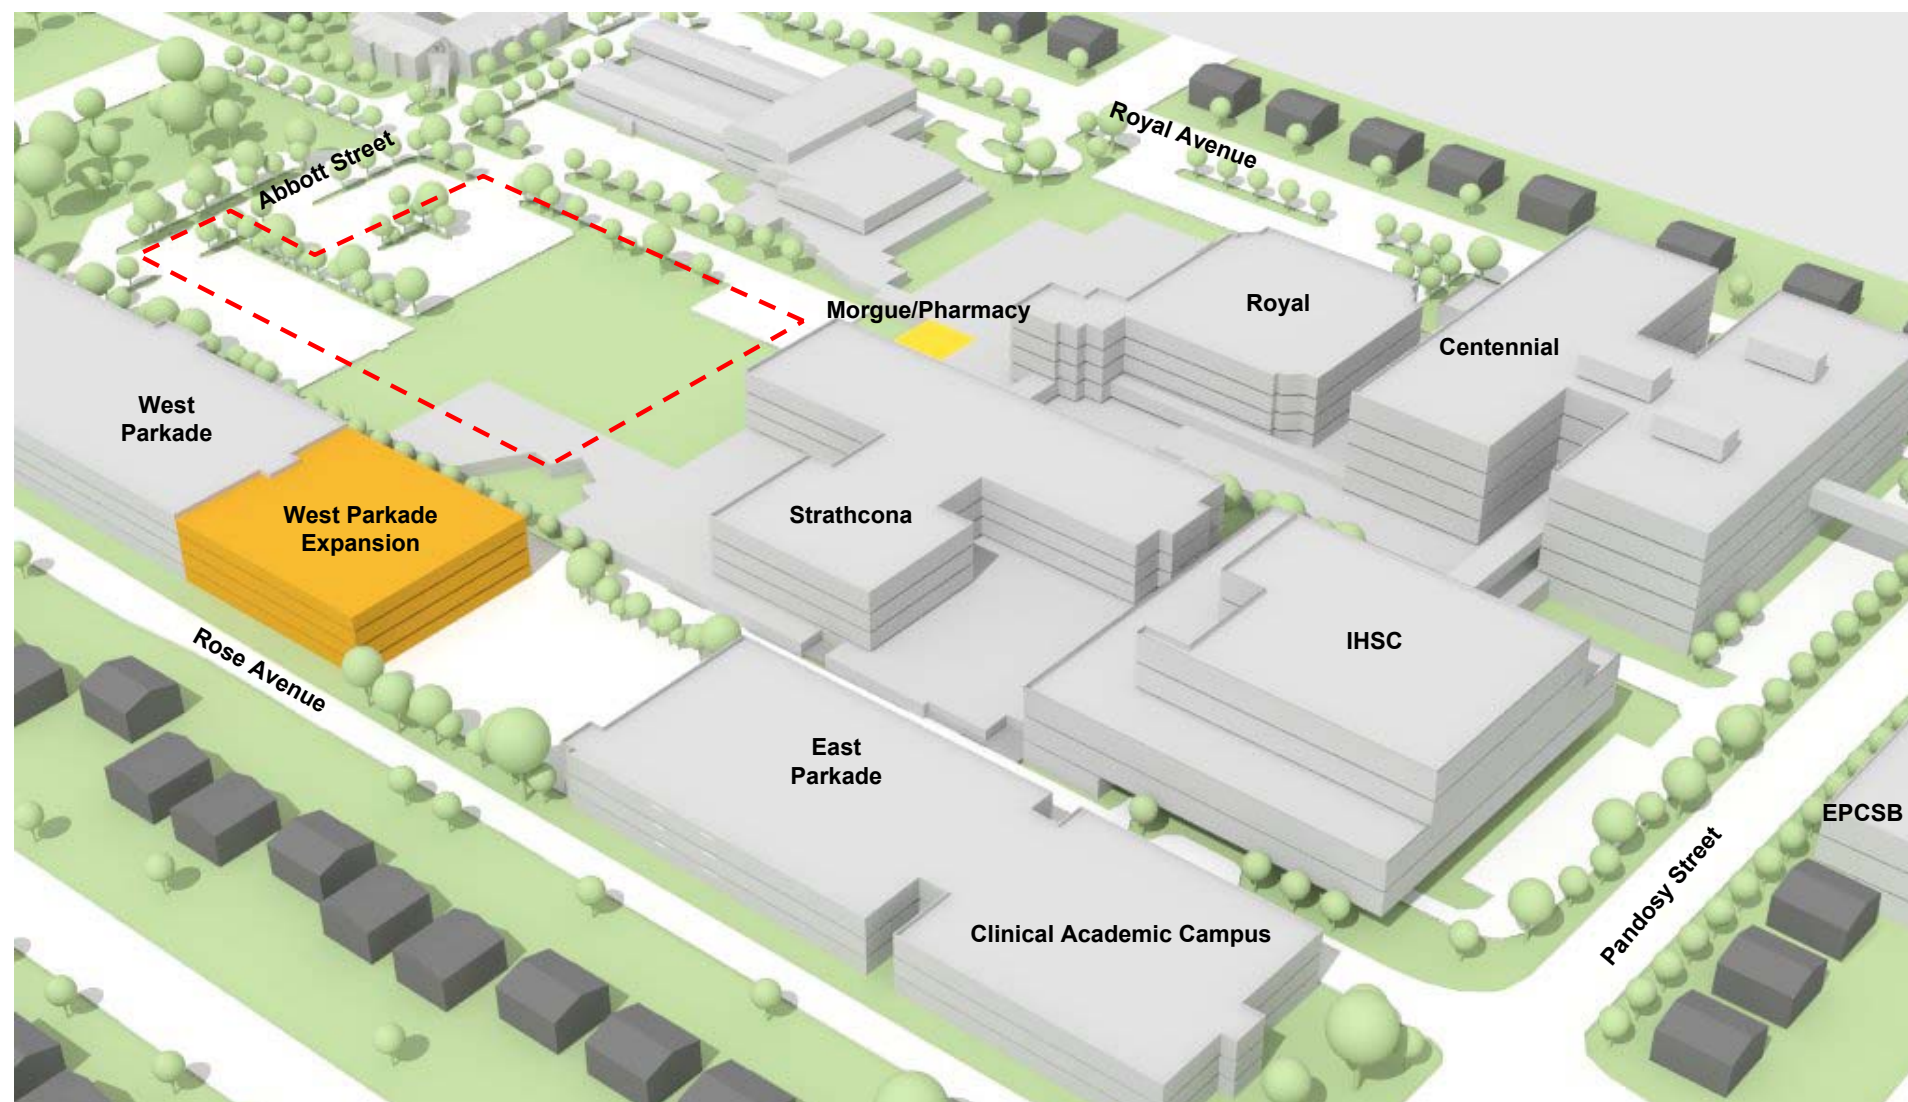 Royal Avenue
Abbott Street
Royal
Morgue/Pharmacy
Centennial
West
Parkade
West Parkade
Expansion
Strathcona
IHSC
Rose Avenue
East
Parkade
EPCSB
Pandosy Street
Clinical Academic Campus